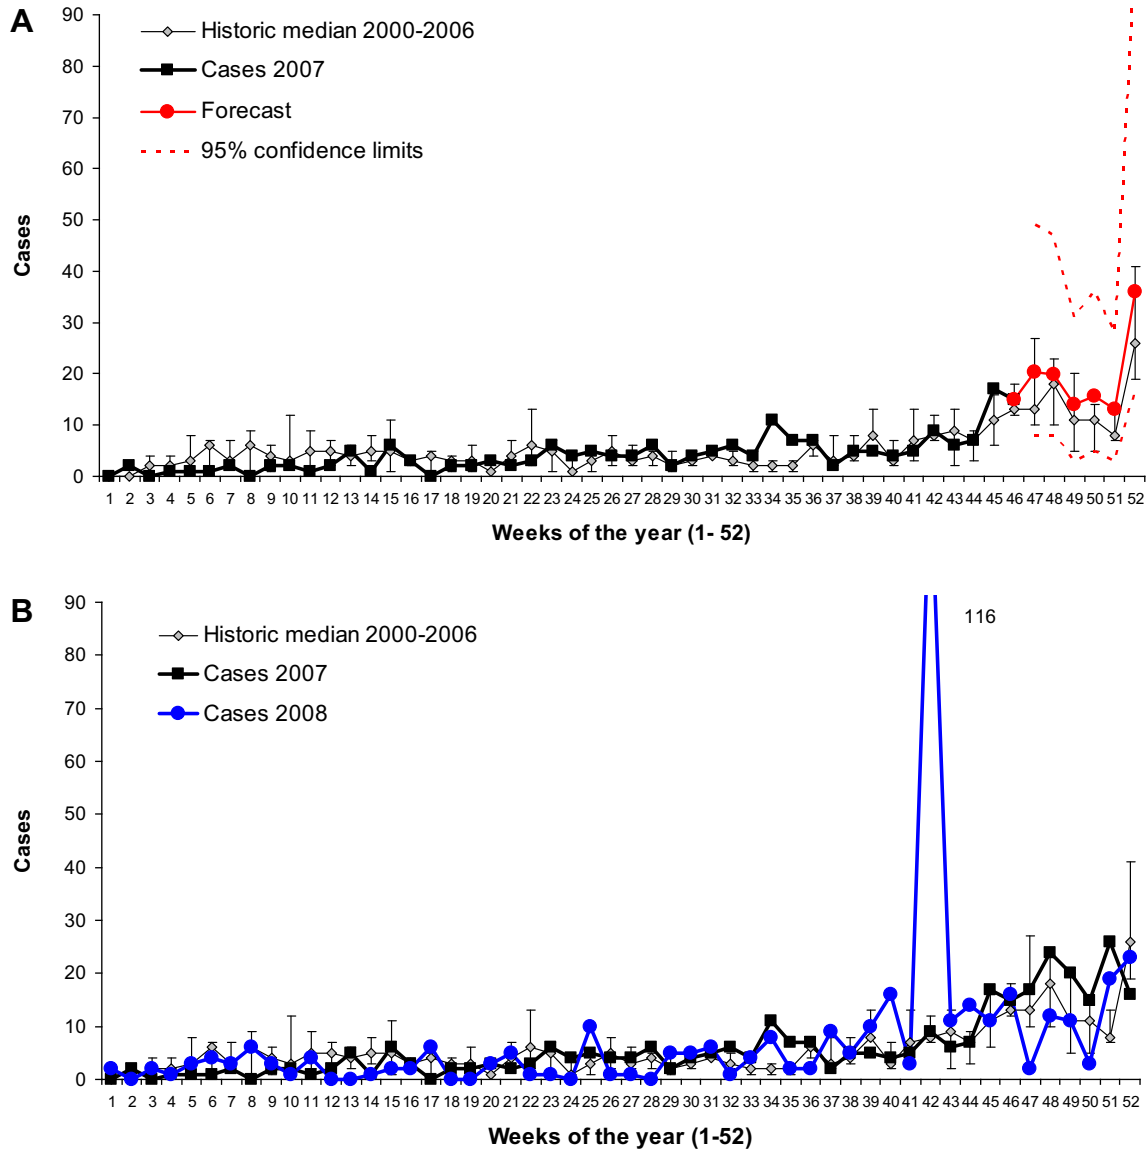 A
90
80
70
60
50
40
30
20
10
0
Cases
Historic median 2000-2006
Cases 2007
Forecast
95% confidence limits
1 2 3 4 5 6 7 8 9 10 11 12 13 14 15 16 17 18 19 20 21 22 23 24 25 26 27 28 29 30 31 32 33 34 35 36 37 38 39 40 41 42 43 44 45 46 47 48 49 50 51 52
Weeks of the year (1- 52)
B
90
80
70
60
50
40
30
20
10
0
Cases
Historic median 2000-2006
Cases 2007
Cases 2008
116
1 2 3 4 5 6 7 8 9 10 11 12 13 14 15 16 17 18 19 20 21 22 23 24 25 26 27 28 29 30 31 32 33 34 35 36 37 38 39 40 41 42 43 44 45 46 47 48 49 50 51 52
Weeks of the year (1-52)